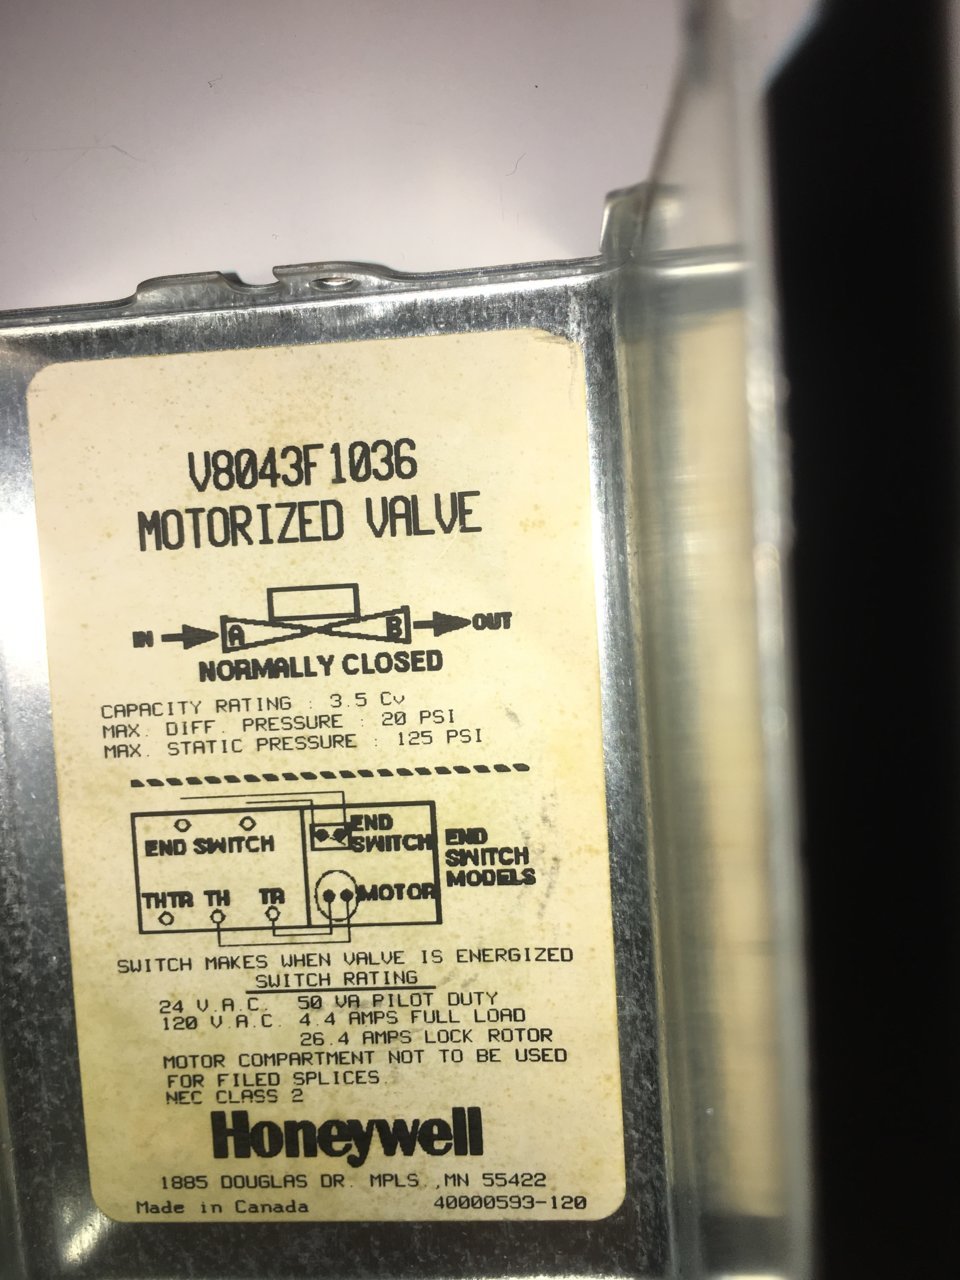 V8043F1036
MOTORIZED VALVE
IN A B OUT
NORMALLY CLOSED
CAPACITY RATING : 3.5 Cv
MAX. DIFF. PRESSURE : 20 PSI
MAX. STATIC PRESSURE : 125 PSI
END SWITCH
END
SWITCH
END
SWITCH
MODELS
THTR TH TR
MOTOR
SWITCH MAKES WHEN VALVE IS ENERGIZED
SWITCH RATING
24 V.A.C. 50 VA PILOT DUTY
120 V.A.C. 4.4 AMPS FULL LOAD
26.4 AMPS LOCK ROTOR
MOTOR COMPARTMENT NOT TO BE USED
FOR FILED SPLICES.
NEC CLASS 2
Honeywell
1885 DOUGLAS DR. MPLS.,MN 55422
Made in Canada 40000593-120